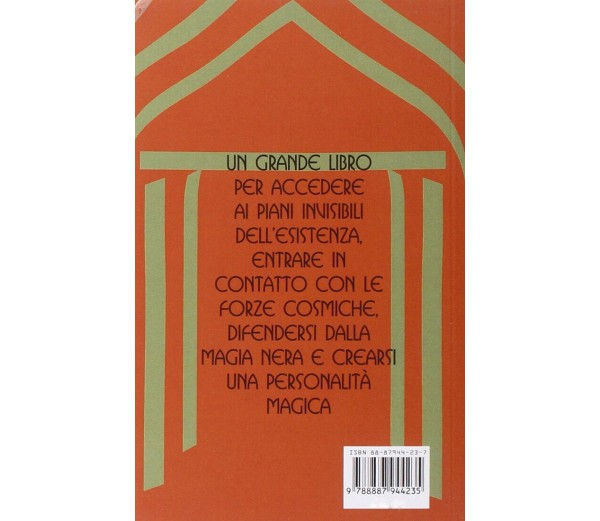 UN GRANDE LIBRO
PER ACCEDERE
AI PIANI INVISIBILI
DELL'ESISTENZA,
ENTRARE IN
CONTATTO CON LE
FORZE COSMICHE,
DIFENDERSI DALLA
MAGIA NERA E CREARSI
UNA PERSONALITÀ
MAGICA
ISBN 88-87944-23-7
9 788887 944235